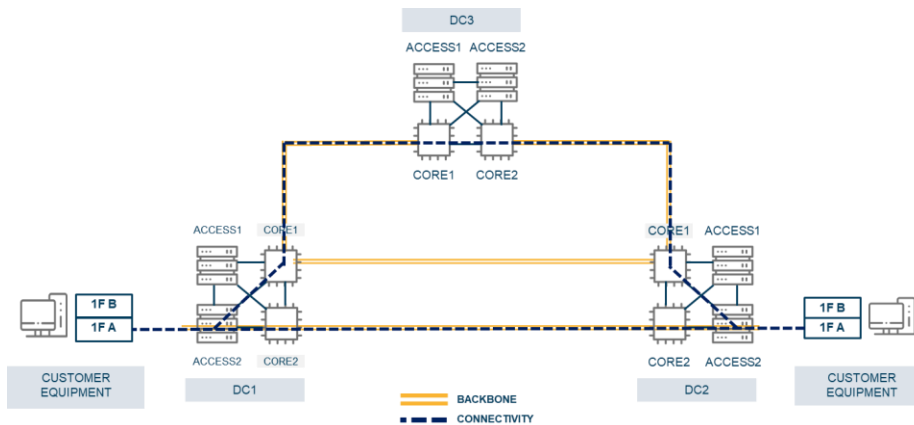 DC3
ACCESS1 ACCESS2
CORE1 CORE2
ACCESS1 CORE1
CORE1 ACCESS1
1F B
1F A
1F B
1F A
ACCESS2 CORE2
CORE2 ACCESS2
CUSTOMER
EQUIPMENT
DC1
DC2
CUSTOMER
EQUIPMENT
BACKBONE
CONNECTIVITY